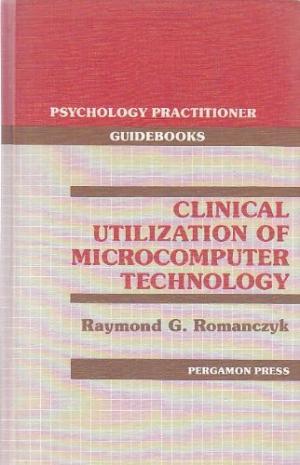 PSYCHOLOGY PRACTITIONER
GUIDEBOOKS
CLINICAL
UTILIZATION OF
MICROCOMPUTER
TECHNOLOGY
Raymond G. Romanczyk
PERGAMON PRESS